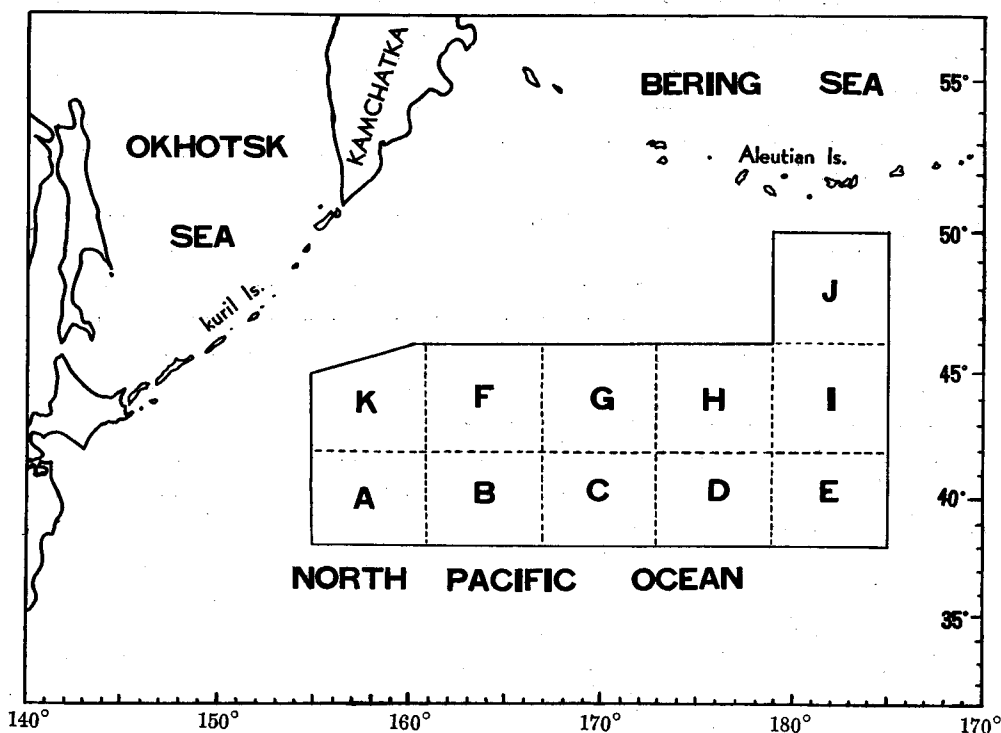 KAMCHATKA
BERING SEA
55°
OKHOTSK
SEA
Aleutian Is.
50°
kuril Is.
J
45°
K F G H I
A B C D E
40°
NORTH PACIFIC OCEAN
35°
140° 150° 160° 170° 180° 170°